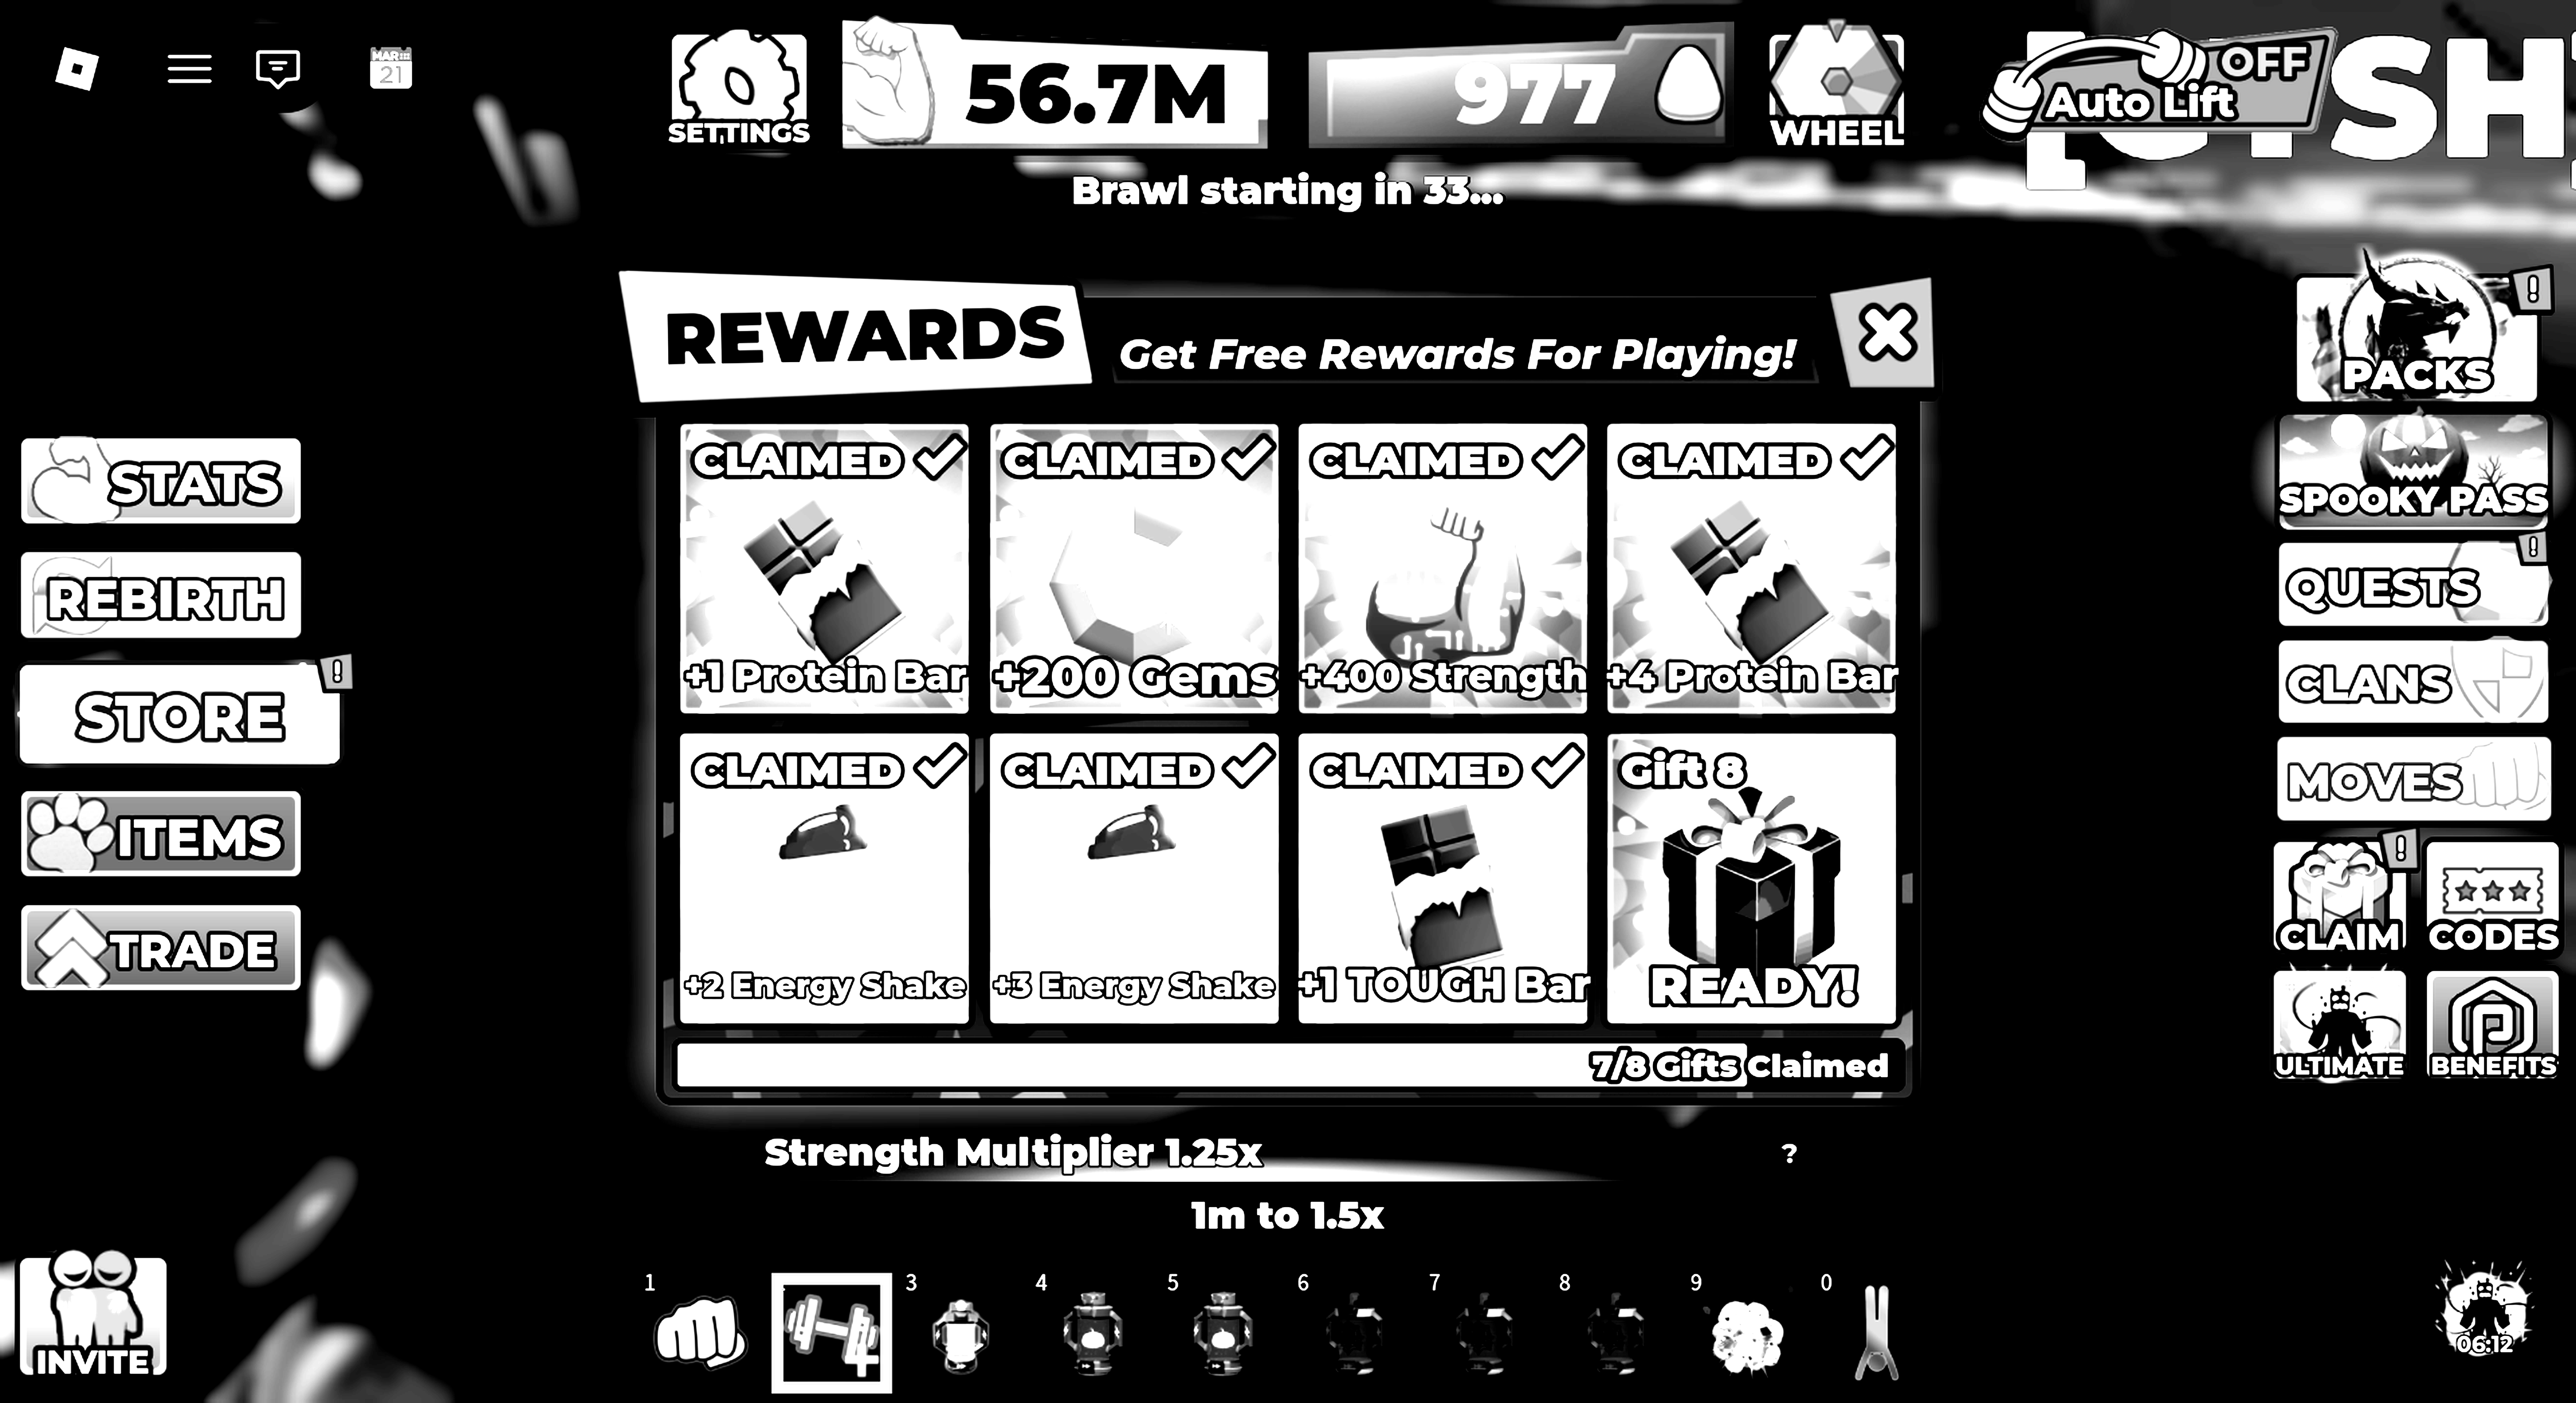 MAR
21
SETTINGS
56.7M
977
WHEEL
OFF
Auto Lift
Brawl starting in 33...
REWARDS
Get Free Rewards For Playing!
CLAIMED
+1 Protein Bar
CLAIMED
+200 Gems
CLAIMED
+400 Strength
CLAIMED
+4 Protein Bar
CLAIMED
+2 Energy Shake
CLAIMED
+3 Energy Shake
CLAIMED
+1 TOUGH Bar
Gift 8
READY!
7/8 Gifts Claimed
STATS
REBIRTH
!
STORE
ITEMS
TRADE
INVITE
!
PACKS
SPOOKY PASS
!
QUESTS
CLANS
MOVES
!
CLAIM
CODES
ULTIMATE
BENEFITS
Strength Multiplier 1.25x
?
1m to 1.5x
1
3
4
5
6
7
8
9
0
06:12